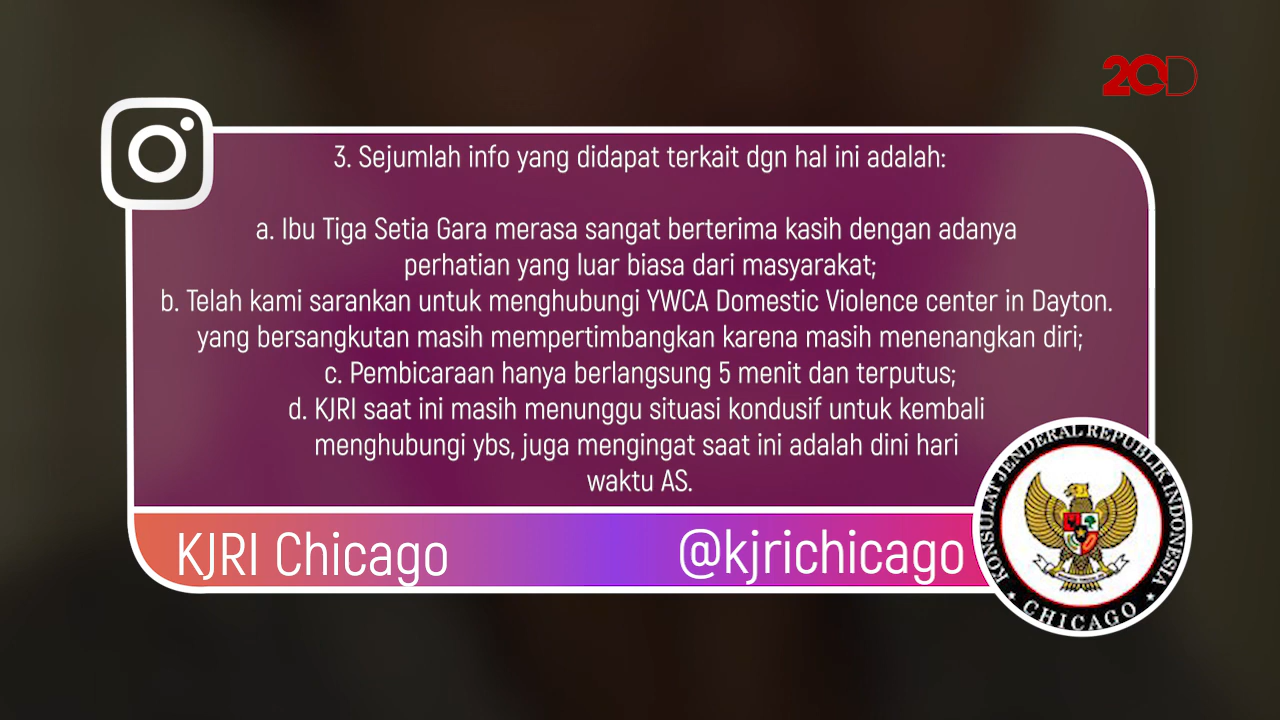 20D
3. Sejumlah info yang didapat terkait dgn hal ini adalah:
a. Ibu Tiga Setia Gara merasa sangat berterima kasih dengan adanya
perhatian yang luar biasa dari masyarakat;
b. Telah kami sarankan untuk menghubungi YWCA Domestic Violence center in Dayton.
yang bersangkutan masih mempertimbangkan karena masih menenangkan diri;
c. Pembicaraan hanya berlangsung 5 menit dan terputus;
d. KJRI saat ini masih menunggu situasi kondusif untuk kembali
menghubungi ybs, juga mengingat saat ini adalah dini hari
waktu AS.
KJRI Chicago
@kjrichicago
KONSULAT JENDERAL REPUBLIK INDONESIA
CHICAGO